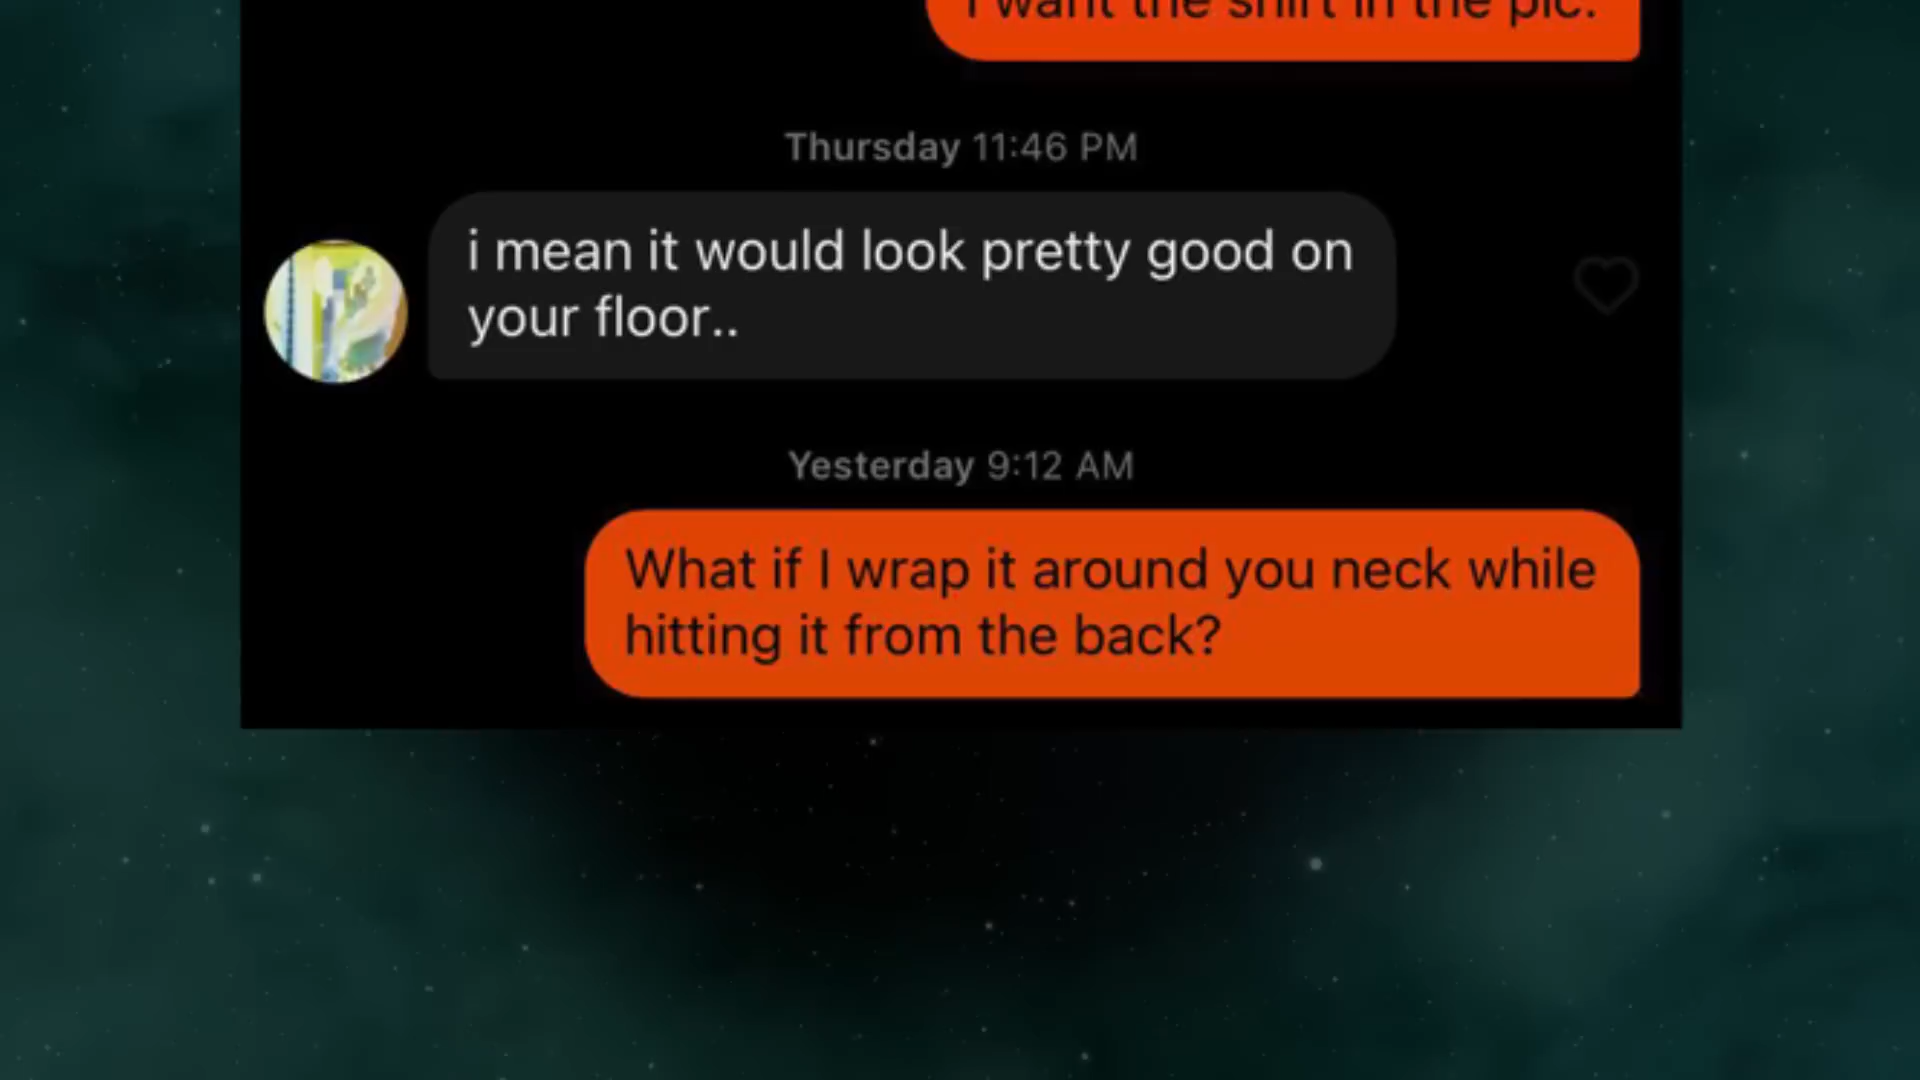 I want the shirt in the pic.
Thursday 11:46 PM
i mean it would look pretty good on
your floor..
Yesterday 9:12 AM
What if I wrap it around you neck while
hitting it from the back?